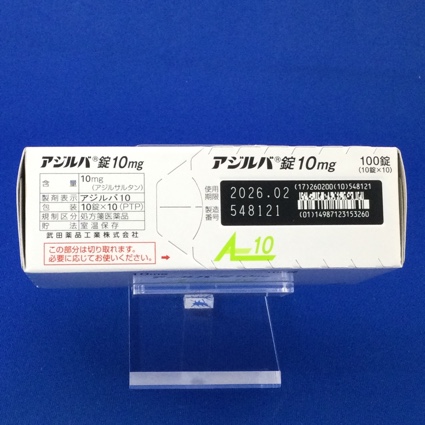 アジルバ®錠10mg
含 量 10mg
(アジルサルタン)
製剤表示 アジルバ10
包 装 10錠×10(PTP)
規制区分 処方箋医薬品
貯 法 室温保存
武田薬品工業株式会社
この部分は切り取れます。
必要に応じてお使いください。
アジルバ®錠10mg
100錠
(10錠×10)
使用
期限 2026.02
製造
番号 548121
(17)260200(10)548121
(01)14987123153260
10